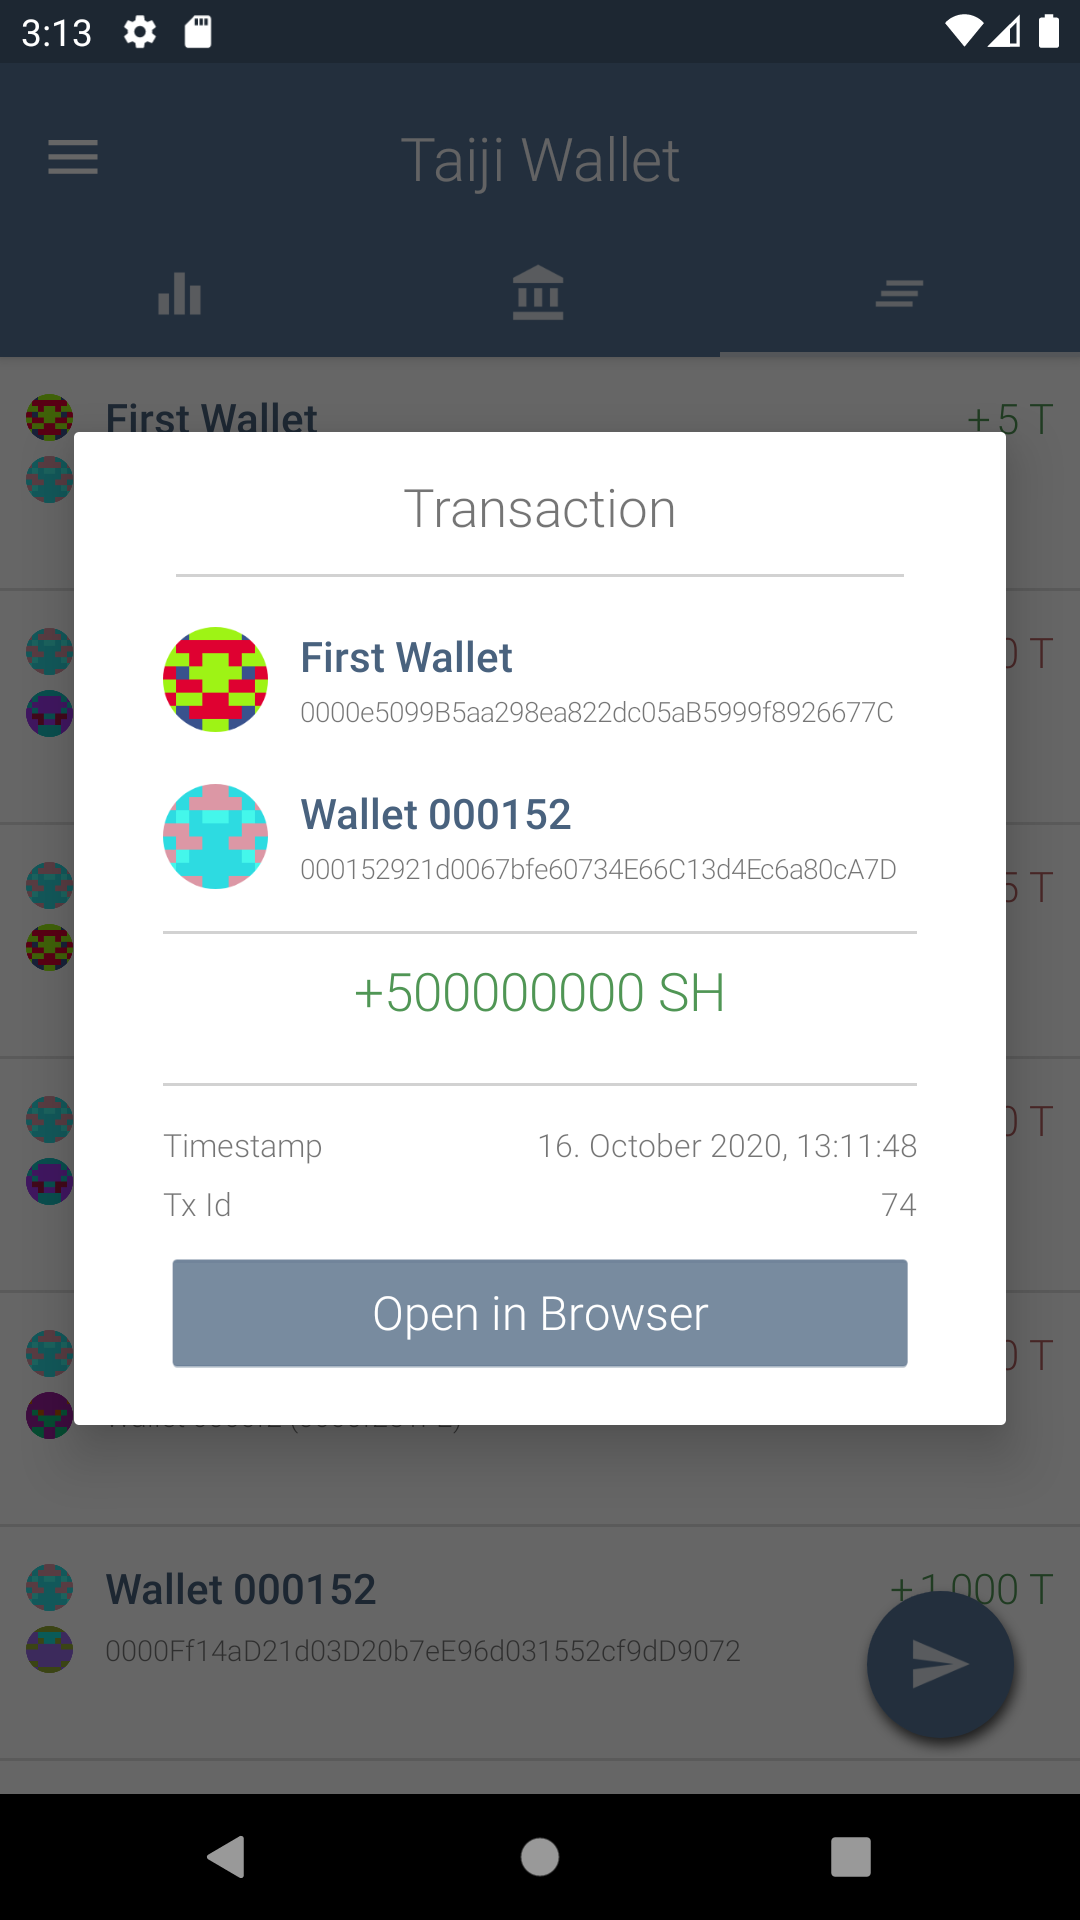 3:13
Taiji Wallet
First Wallet
+5 T
Transaction
First Wallet
0000e5099B5aa298ea822dc05aB5999f8926677C
Wallet 000152
000152921d0067bfe60734E66C13d4Ec6a80cA7D
+500000000 SH
Timestamp
16. October 2020, 13:11:48
Tx Id
74
Open in Browser
0 T
5 T
0 T
0 T
Wallet 000152
+1,000 T
0000Ff14aD21d03D20b7eE96d031552cf9dD9072